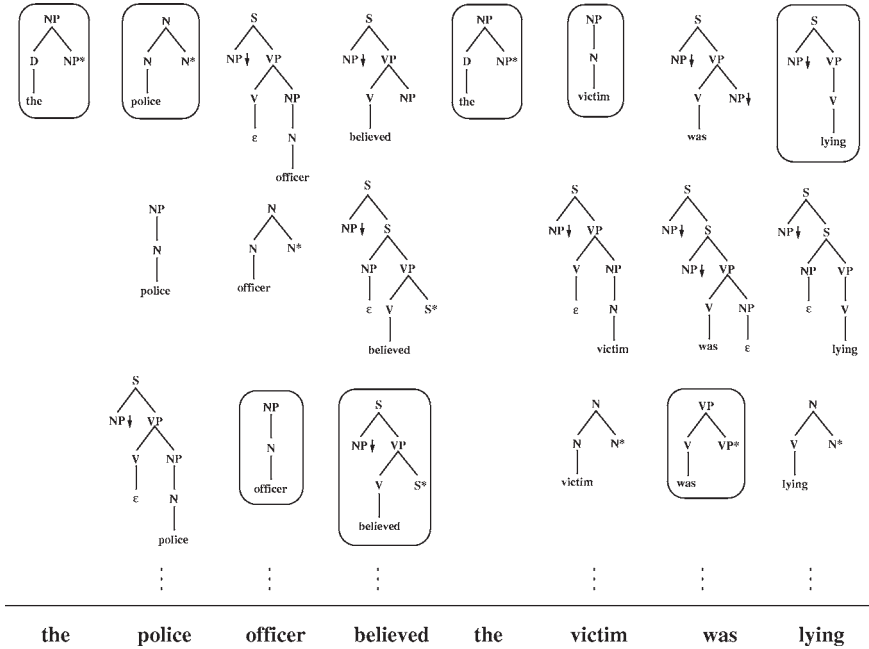 NP N S S NP NP S S
D NP* N N* NP↓ VP NP↓ VP D NP* N NP↓ VP NP↓ VP
the police V NP V NP the victim V NP↓ V
ε N believed was lying
officer
NP N S S S S
N N N* NP↓ S NP↓ VP NP↓ S NP↓ S
police officer NP VP V NP NP↓ VP NP VP
ε V S* ε N V NP ε V
believed victim was ε lying
S NP S N VP N
NP↓ VP N NP↓ VP N N* V VP* V N*
V NP officer V S* victim was lying
ε N believed
police
the police officer believed the victim was lying